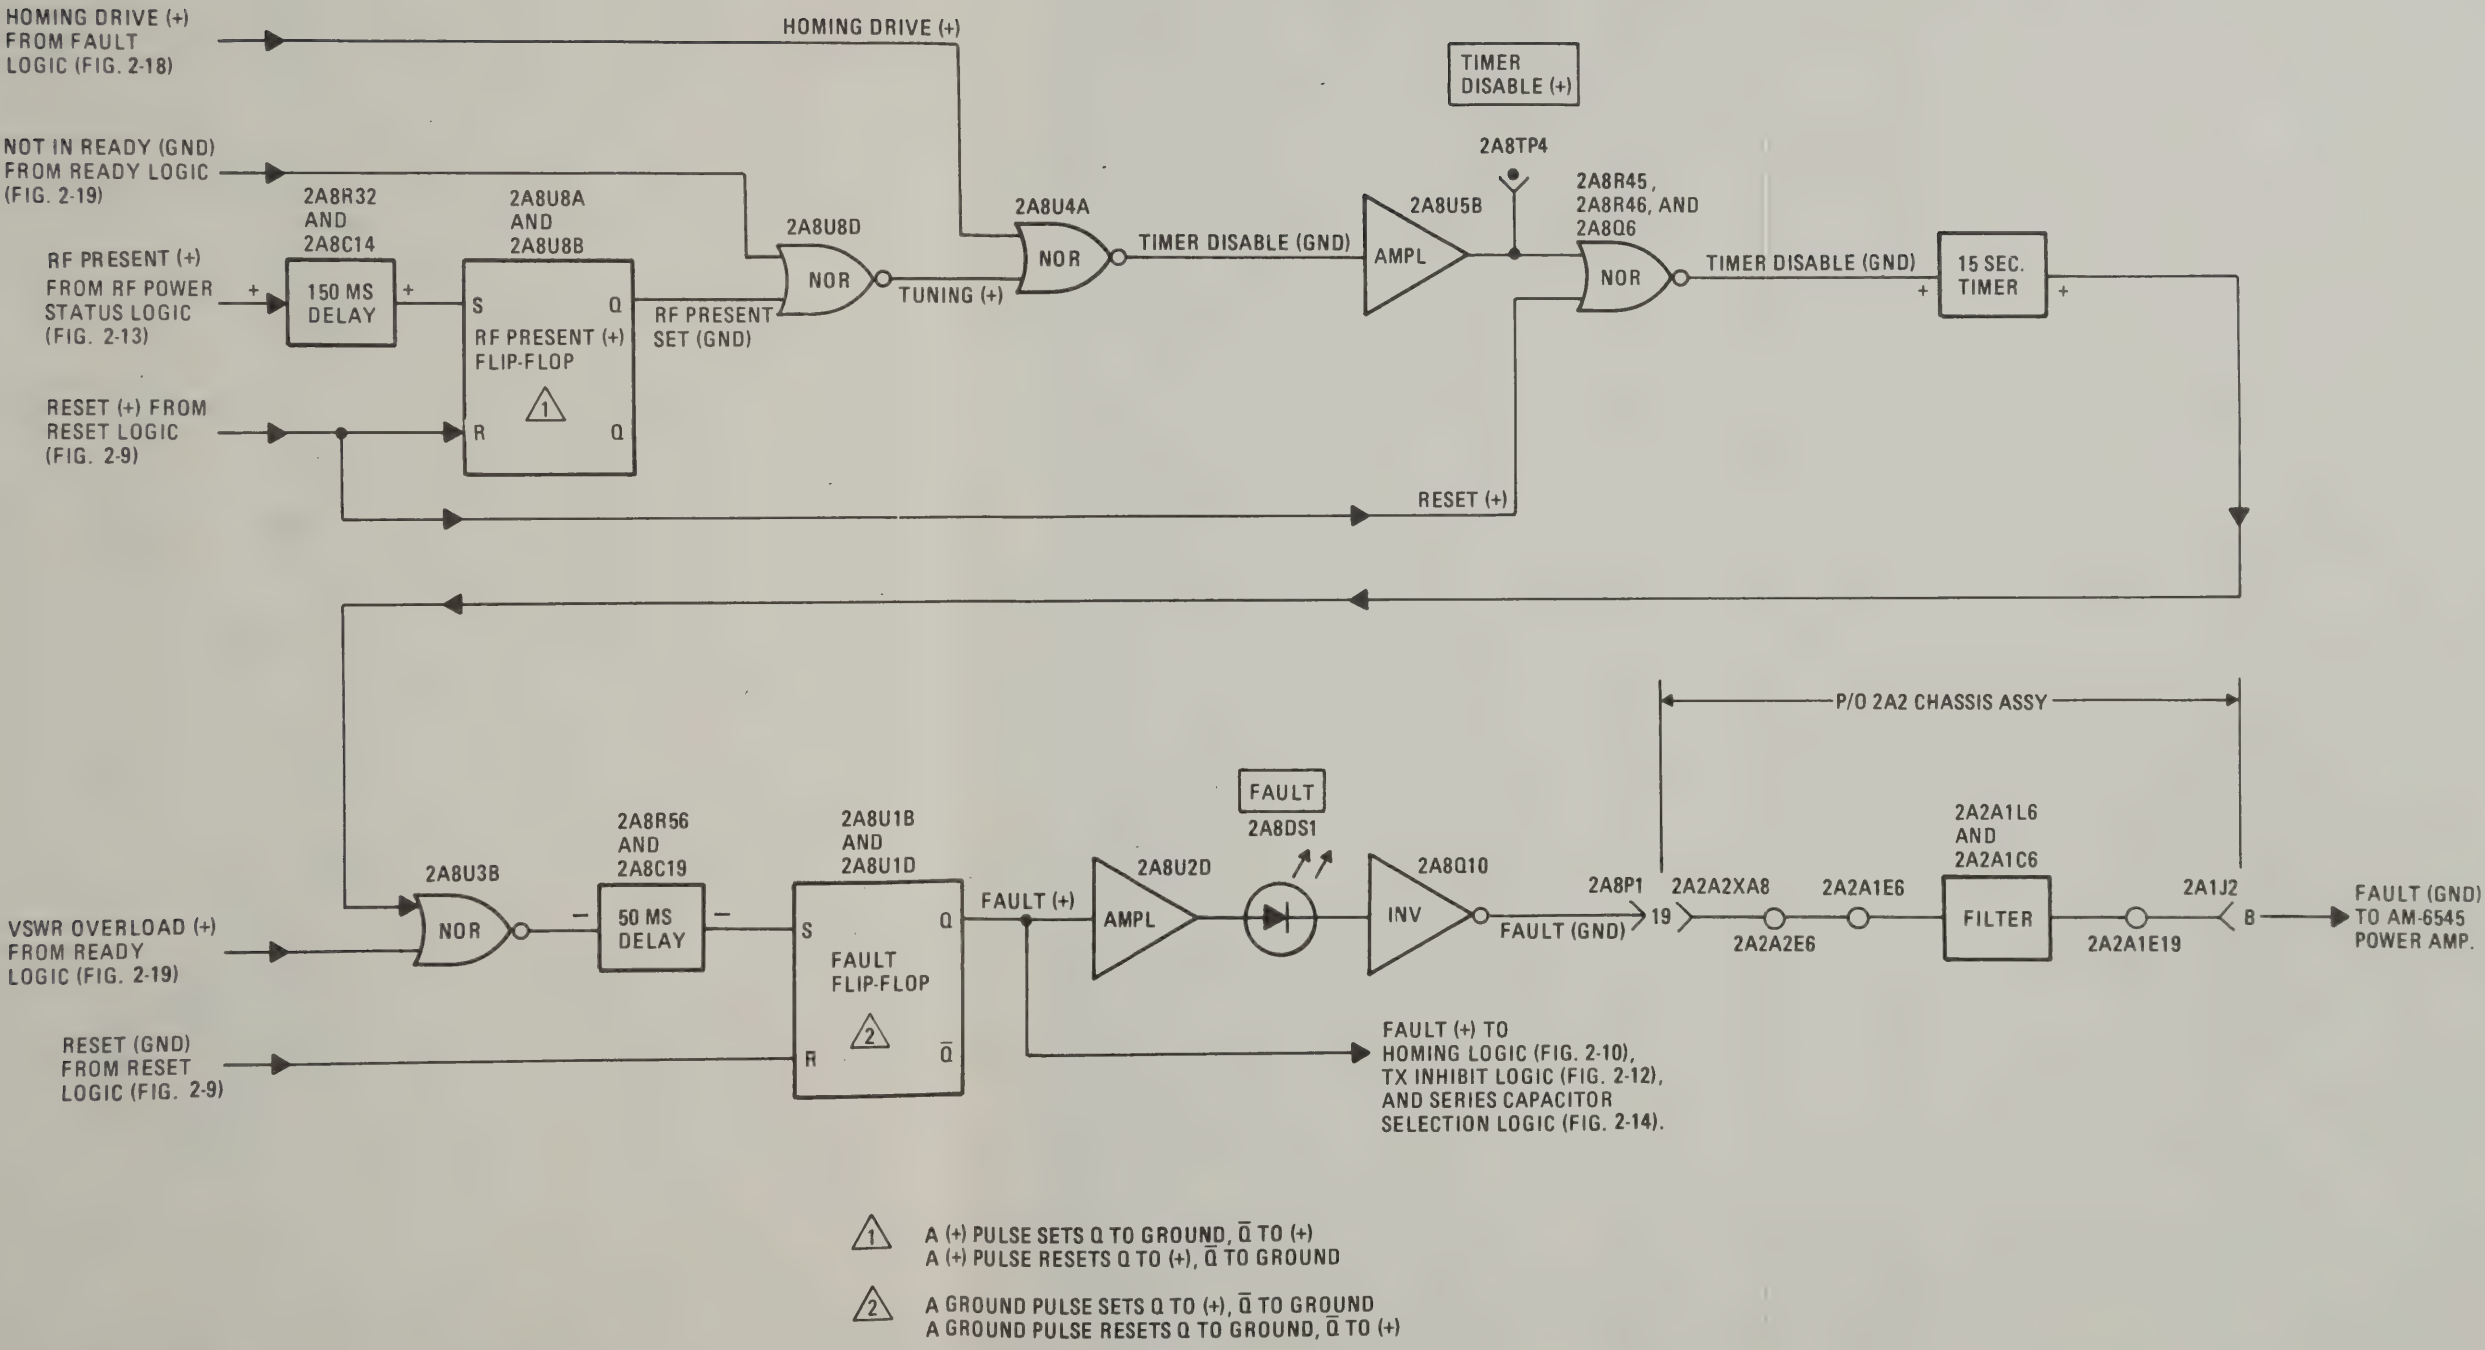 HOMING DRIVE (+)
FROM FAULT
LOGIC (FIG. 2-18)
HOMING DRIVE (+)
TIMER
DISABLE (+)
NOT IN READY (GND)
FROM READY LOGIC
(FIG. 2-19)
2A8R32
AND
2A8C14
2A8U8A
AND
2A8U8B
2A8U8D
2A8U4A
2A8U5B
2A8TP4
2A8R45,
2A8R46, AND
2A8Q6
RF PRESENT (+)
FROM RF POWER
STATUS LOGIC
(FIG. 2-13)
+
150 MS
DELAY
+
S
Q
RF PRESENT (+)
FLIP-FLOP
1
R
Q
RF PRESENT
SET (GND)
NOR
TUNING (+)
NOR
TIMER DISABLE (GND)
AMPL
NOR
TIMER DISABLE (GND)
+
15 SEC.
TIMER
+
RESET (+) FROM
RESET LOGIC
(FIG. 2-9)
RESET (+)
P/O 2A2 CHASSIS ASSY
VSWR OVERLOAD (+)
FROM READY
LOGIC (FIG. 2-19)
2A8U3B
NOR
–
2A8R56
AND
2A8C19
50 MS
DELAY
–
2A8U1B
AND
2A8U1D
S
Q
FAULT
FLIP-FLOP
2
R
Q̅
FAULT (+)
2A8U2D
AMPL
FAULT
2A8DS1
2A8Q10
INV
FAULT (GND)
2A8P1
19
2A2A2XA8
2A2A2E6
2A2A1E6
2A2A1L6
AND
2A2A1C6
FILTER
2A2A1E19
2A1J2
B
FAULT (GND)
TO AM-6545
POWER AMP.
RESET (GND)
FROM RESET
LOGIC (FIG. 2-9)
FAULT (+) TO
HOMING LOGIC (FIG. 2-10),
TX INHIBIT LOGIC (FIG. 2-12),
AND SERIES CAPACITOR
SELECTION LOGIC (FIG. 2-14).
1 A (+) PULSE SETS Q TO GROUND, Q̅ TO (+)
A (+) PULSE RESETS Q TO (+), Q̅ TO GROUND
2 A GROUND PULSE SETS Q TO (+), Q̅ TO GROUND
A GROUND PULSE RESETS Q TO GROUND, Q̅ TO (+)